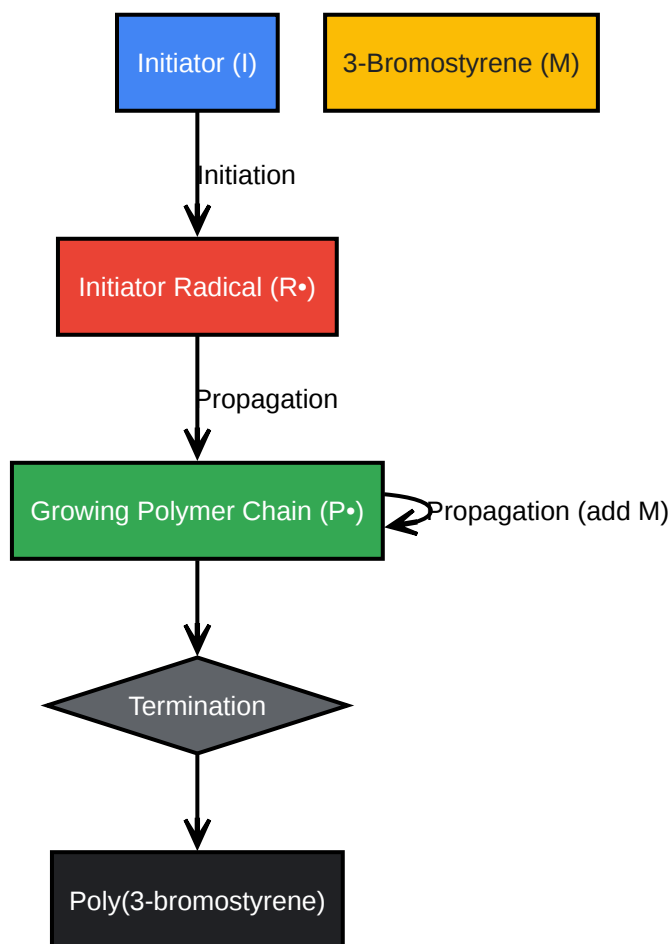 Initiator (I)
3-Bromostyrene (M)
Initiation
Initiator Radical (R•)
Propagation
Growing Polymer Chain (P•)
Propagation (add M)
Termination
Poly(3-bromostyrene)